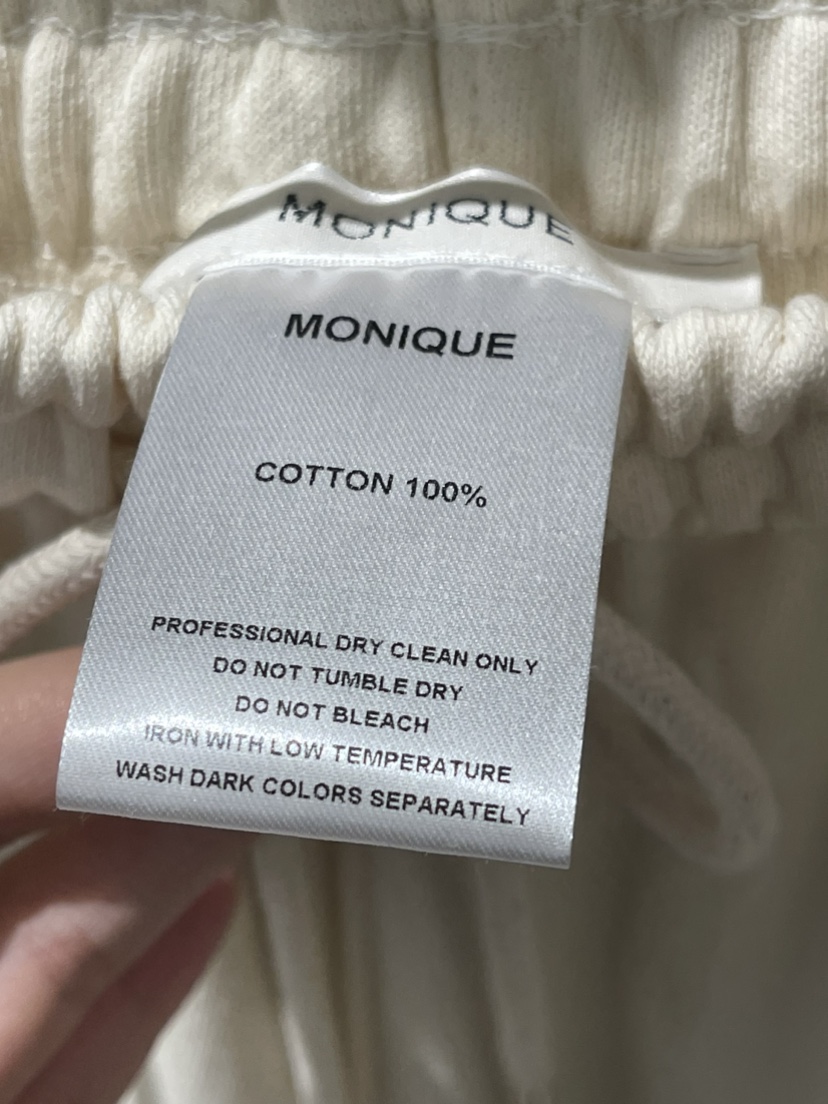 MONIQUE
MONIQUE
COTTON 100%
PROFESSIONAL DRY CLEAN ONLY
DO NOT TUMBLE DRY
DO NOT BLEACH
IRON WITH LOW TEMPERATURE
WASH DARK COLORS SEPARATELY